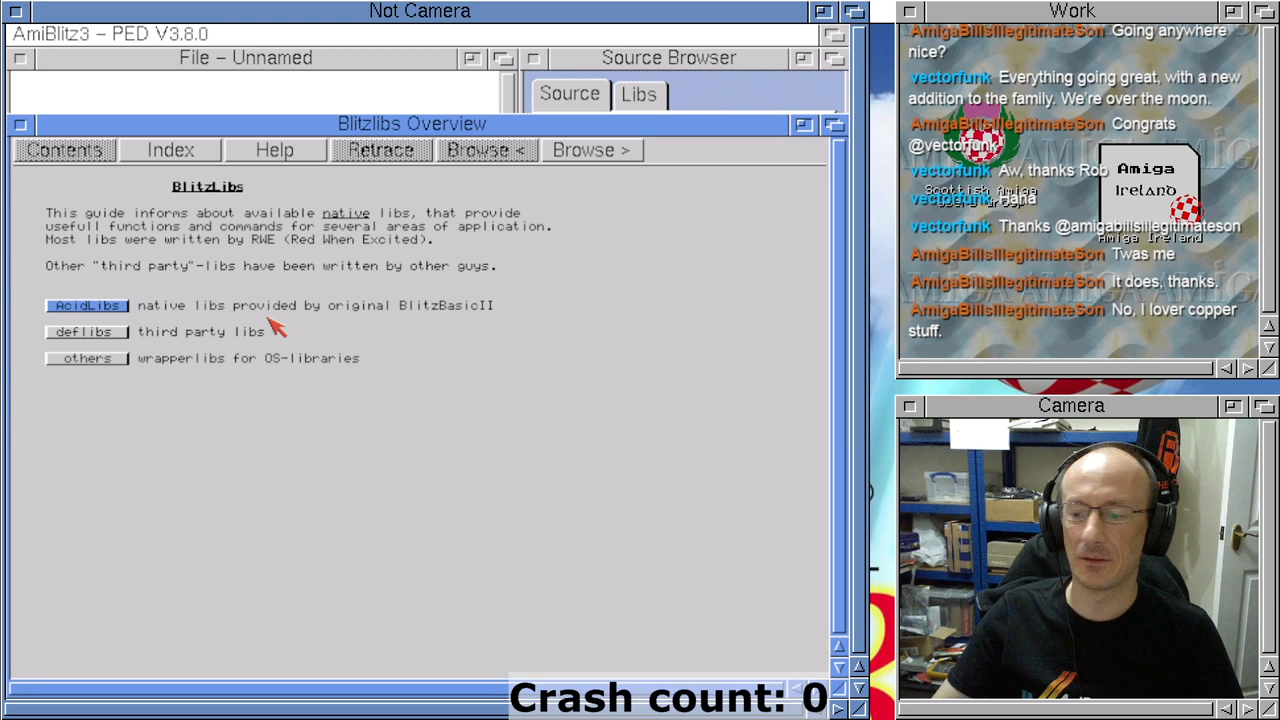 Not Camera
AmiBlitz3 – PED V3.8.0
File – Unnamed
Source Browser
Source
Libs
Blitzlibs Overview
Contents
Index
Help
Retrace
Browse <
Browse >
BlitzLibs
This guide informs about available native libs, that provide
usefull functions and commands for several areas of application.
Most libs were written by RWE (Red When Excited).
Other "third party"-libs have been written by other guys.
AcidLibs native libs provided by original BlitzBasicII
deflibs third party libs
others wrapperlibs for OS-libraries
Crash count: 0
Work
AmigaBillsIllegitimateSon Going anywhere
nice?
vectorfunk Everything going great, with a new
addition to the family. We're over the moon.
AmigaBillsIllegitimateSon Congrats
@vectorfunk
vectorfunk Aw, thanks Rob
vectorfunk Haha
vectorfunk Thanks @amigabillsillegitimateson
AmigaBillsIllegitimateSon Twas me
AmigaBillsIllegitimateSon It does, thanks.
AmigaBillsIllegitimateSon No, I lover copper
stuff.
Scottish Amiga
Amiga
Ireland
Amiga Ireland
Camera